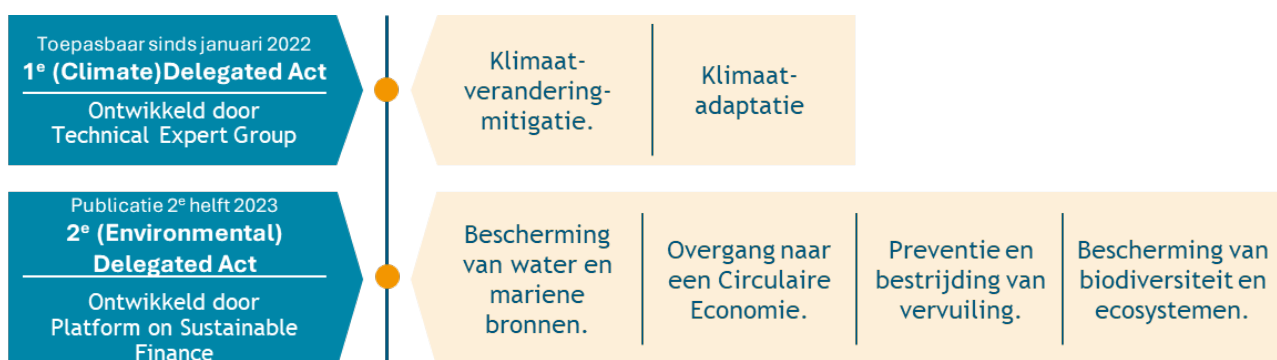 Toepasbaar sinds januari 2022
1e (Climate)Delegated Act
Ontwikkeld door
Technical Expert Group
Klimaat-
verandering-
mitigatie.
Klimaat-
adaptatie
Publicatie 2e helft 2023
2e (Environmental)
Delegated Act
Ontwikkeld door
Platform on Sustainable
Finance
Bescherming
van water en
mariene
bronnen.
Overgang naar
een Circulaire
Economie.
Preventie en
bestrijding van
vervuiling.
Bescherming van
biodiversiteit en
ecosystemen.